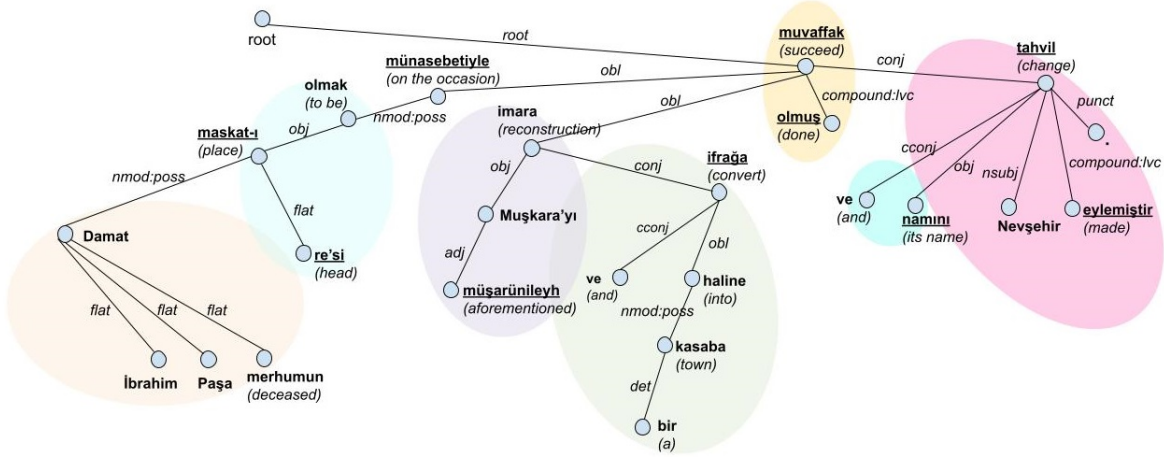 root
root
muvaffak
(succeed)
conj
tahvil
(change)
münasebetiyle
(on the occasion)
obl
olmak
(to be)
nmod:poss
obl
compound:lvc
punct
maskat-ı
(place)
obj
imara
(reconstruction)
olmuş
(done)
.
cconj
obj
nsubj
compound:lvc
nmod:poss
flat
obj
conj
ifrağa
(convert)
ve
(and)
namını
(its name)
Nevşehir
eylemiştir
(made)
Damat
re'si
(head)
Muşkara'yı
adj
cconj
obl
müşarünileyh
(aforementioned)
ve
(and)
haline
(into)
nmod:poss
flat
flat
flat
kasaba
(town)
İbrahim
Paşa
merhumun
(deceased)
det
bir
(a)